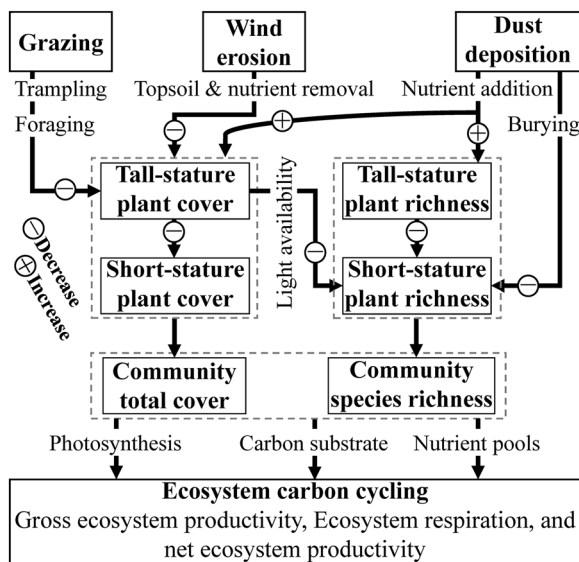 Grazing
Wind
erosion
Dust
deposition
Trampling
Foraging
Topsoil & nutrient removal
Nutrient addition
Burying
Tall-stature
plant cover
Light availability
Tall-stature
plant richness
Short-stature
plant cover
Short-stature
plant richness
Decrease
Increase
Community
total cover
Community
species richness
Photosynthesis
Carbon substrate
Nutrient pools
Ecosystem carbon cycling
Gross ecosystem productivity, Ecosystem respiration, and
net ecosystem productivity